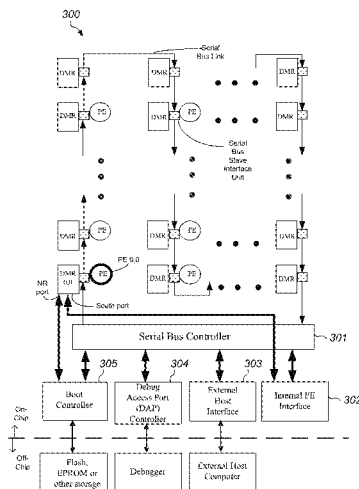 300
Serial
Bus Link
DMR
DMR
DMR
DMR
PE
DMR
PE
DMR
Serial
Bus
Slave
Interface
Unit
DMR
PE
DMR
PE
DMR
NR
port
DMR
PE
PE 0,0
DMR
PE
DMR
South port
Serial Bus Controller
301
305
304
303
302
Boot
Controller
Debug
Access Port
(DAP)
Controller
External
Host
Interface
Internal PE
Interface
On-
Chip
Off-
Chip
Flash,
EPROM or
other storage
Debugger
External Host
Computer